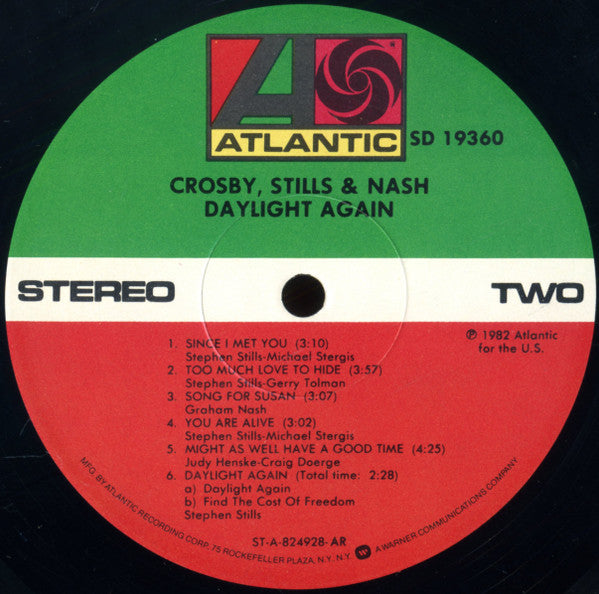 ATLANTIC
SD 19360
CROSBY, STILLS & NASH
DAYLIGHT AGAIN
STEREO
TWO
℗ 1982 Atlantic
for the U.S.
1. SINCE I MET YOU (3:10)
Stephen Stills-Michael Stergis
2. TOO MUCH LOVE TO HIDE (3:57)
Stephen Stills-Gerry Tolman
3. SONG FOR SUSAN (3:07)
Graham Nash
4. YOU ARE ALIVE (3:02)
Stephen Stills-Michael Stergis
5. MIGHT AS WELL HAVE A GOOD TIME (4:25)
Judy Henske-Craig Doerge
6. DAYLIGHT AGAIN (Total time: 2:28)
a) Daylight Again
b) Find The Cost Of Freedom
Stephen Stills
ST-A-824928-AR
MFG. BY ATLANTIC RECORDING CORP., 75 ROCKEFELLER PLAZA, N.Y. N.Y. A WARNER COMMUNICATIONS COMPANY